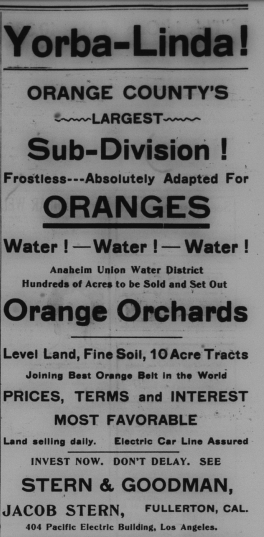 Yorba-Linda!
ORANGE COUNTY'S
LARGEST
Sub-Division !
Frostless---Absolutely Adapted For
ORANGES
Water ! — Water ! — Water !
Anaheim Union Water District
Hundreds of Acres to be Sold and Set Out
Orange Orchards
Level Land, Fine Soil, 10 Acre Tracts
Joining Best Orange Belt in the World
PRICES, TERMS and INTEREST
MOST FAVORABLE
Land selling daily. Electric Car Line Assured
INVEST NOW. DON'T DELAY. SEE
STERN & GOODMAN,
JACOB STERN, FULLERTON, CAL.
404 Pacific Electric Building, Los Angeles.